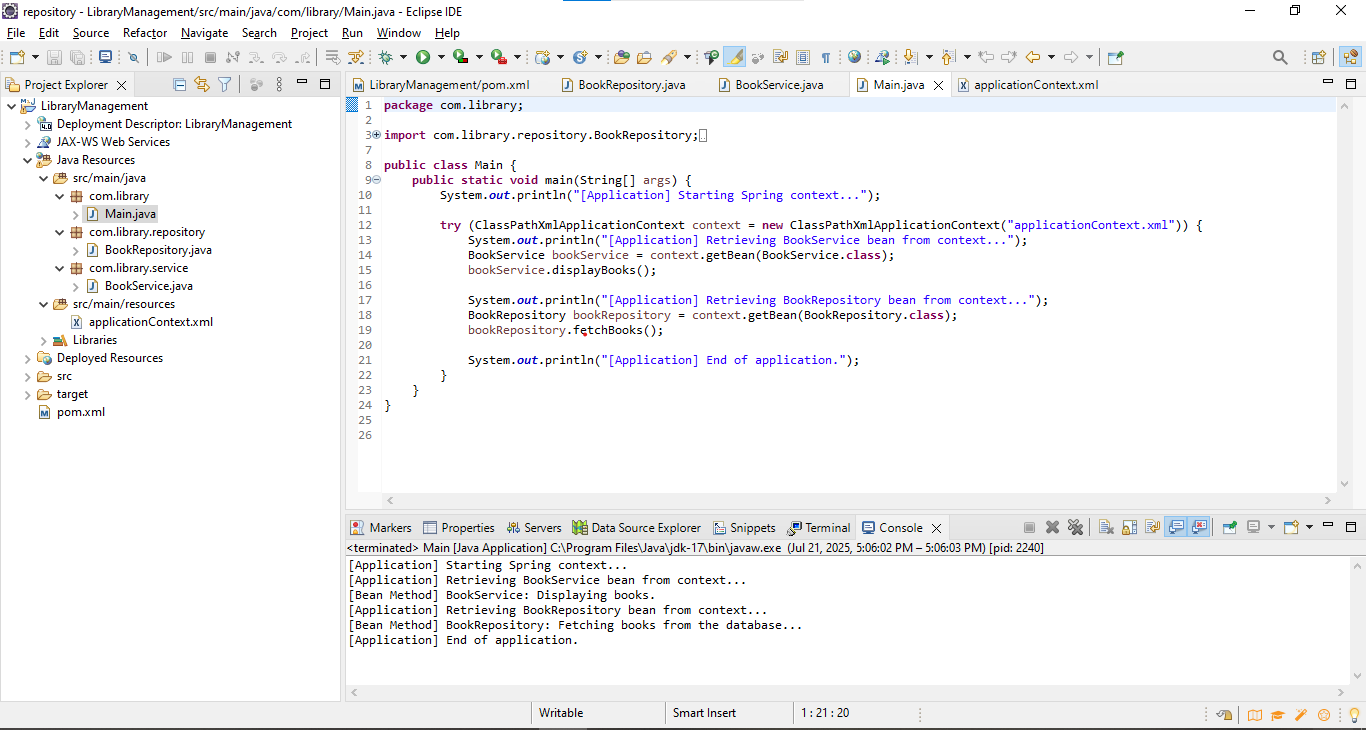 repository - LibraryManagement/src/main/java/com/library/Main.java - Eclipse IDE
File Edit Source Refactor Navigate Search Project Run Window Help
Project Explorer
LibraryManagement
Deployment Descriptor: LibraryManagement
JAX-WS Web Services
Java Resources
src/main/java
com.library
Main.java
com.library.repository
BookRepository.java
com.library.service
BookService.java
src/main/resources
applicationContext.xml
Libraries
Deployed Resources
src
target
pom.xml
LibraryManagement/pom.xml BookRepository.java BookService.java Main.java applicationContext.xml
1 package com.library;
2
3 import com.library.repository.BookRepository;
7
8 public class Main {
9 public static void main(String[] args) {
10 System.out.println("[Application] Starting Spring context...");
11
12 try (ClassPathXmlApplicationContext context = new ClassPathXmlApplicationContext("applicationContext.xml")) {
13 System.out.println("[Application] Retrieving BookService bean from context...");
14 BookService bookService = context.getBean(BookService.class);
15 bookService.displayBooks();
16
17 System.out.println("[Application] Retrieving BookRepository bean from context...");
18 BookRepository bookRepository = context.getBean(BookRepository.class);
19 bookRepository.fetchBooks();
20
21 System.out.println("[Application] End of application.");
22 }
23 }
24 }
25
26
Markers Properties Servers Data Source Explorer Snippets Terminal Console
<terminated> Main [Java Application] C:\Program Files\Java\jdk-17\bin\javaw.exe (Jul 21, 2025, 5:06:02 PM – 5:06:03 PM) [pid: 2240]
[Application] Starting Spring context...
[Application] Retrieving BookService bean from context...
[Bean Method] BookService: Displaying books.
[Application] Retrieving BookRepository bean from context...
[Bean Method] BookRepository: Fetching books from the database...
[Application] End of application.
Writable Smart Insert 1 : 21 : 20